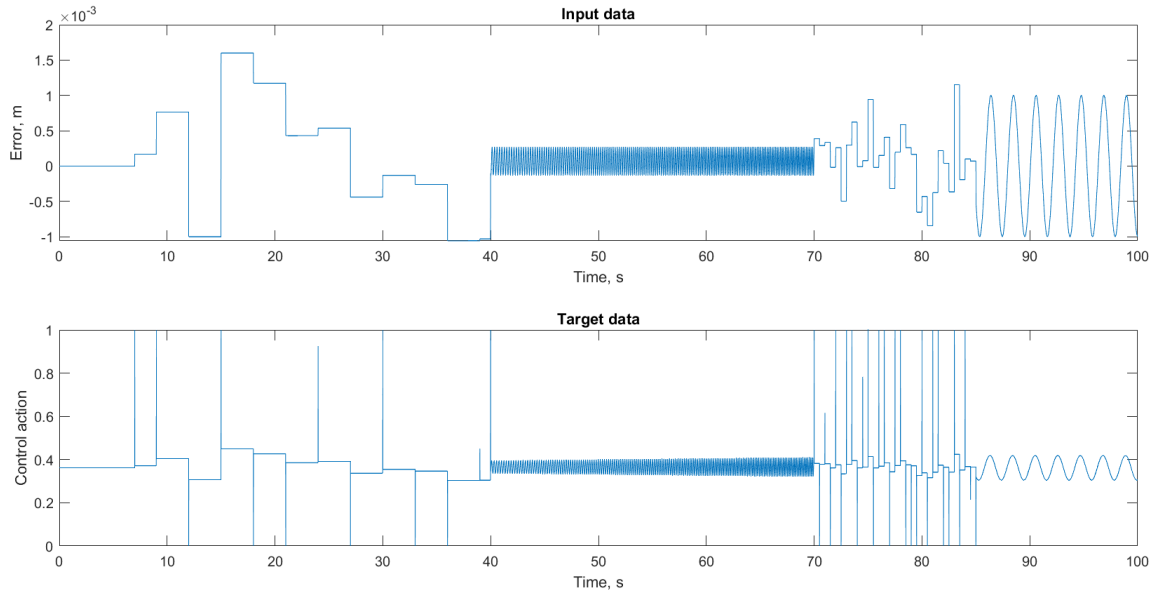 ×10⁻³
Input data
2
1.5
1
0.5
0
-0.5
-1
Error, m
0 10 20 30 40 50 60 70 80 90 100
Time, s
Target data
1
0.8
0.6
0.4
0.2
0
Control action
0 10 20 30 40 50 60 70 80 90 100
Time, s